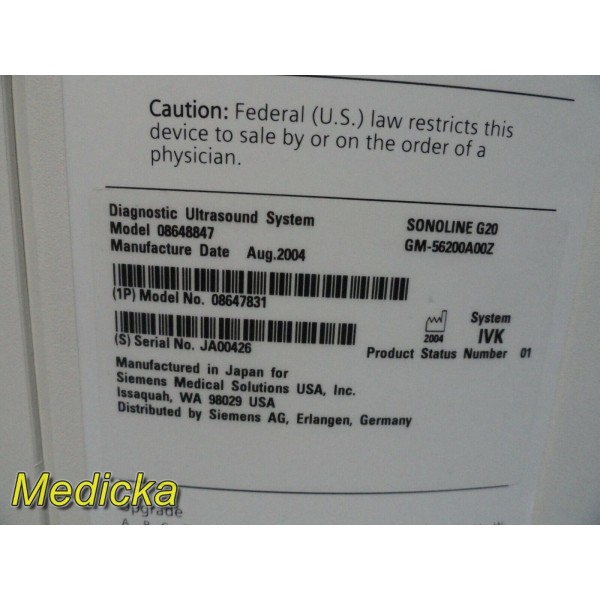 Caution: Federal (U.S.) law restricts this
device to sale by or on the order of a
physician.
Diagnostic Ultrasound System SONOLINE G20
Model 08648847 GM-56200A00Z
Manufacture Date Aug.2004
(1P) Model No. 08647831
System
2004 IVK
(S) Serial No. JA00426
Product Status Number 01
Manufactured in Japan for
Siemens Medical Solutions USA, Inc.
Issaquah, WA 98029 USA
Distributed by Siemens AG, Erlangen, Germany
Medicka
Upgrade